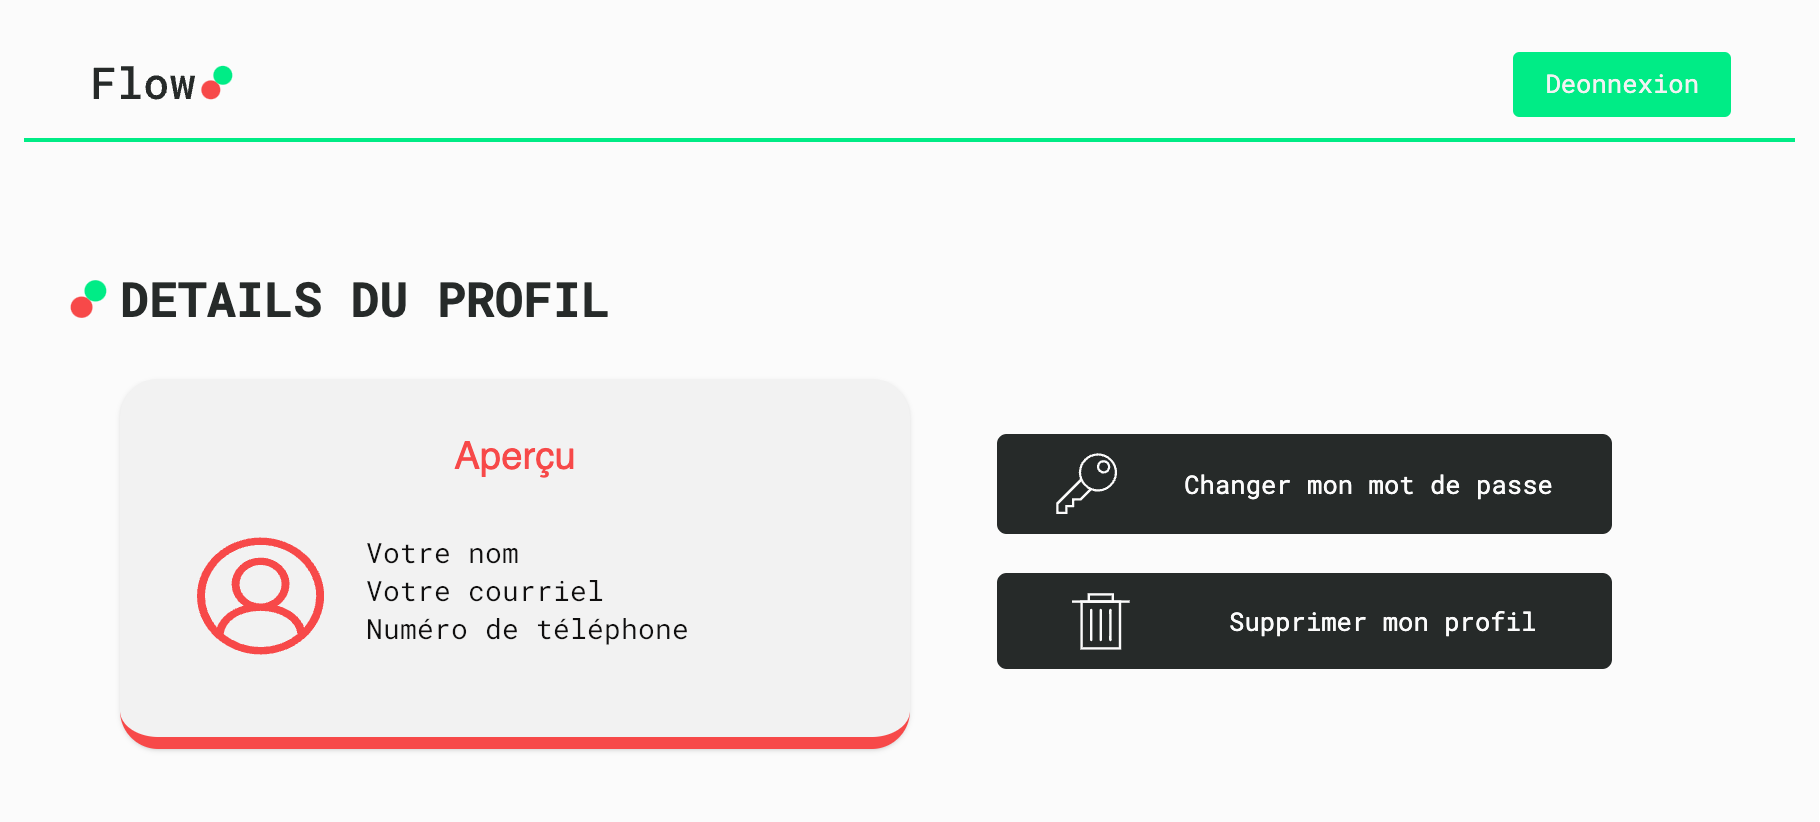 Flow
Deonnexion
DETAILS DU PROFIL
Aperçu
Votre nom
Votre courriel
Numéro de téléphone
Changer mon mot de passe
Supprimer mon profil